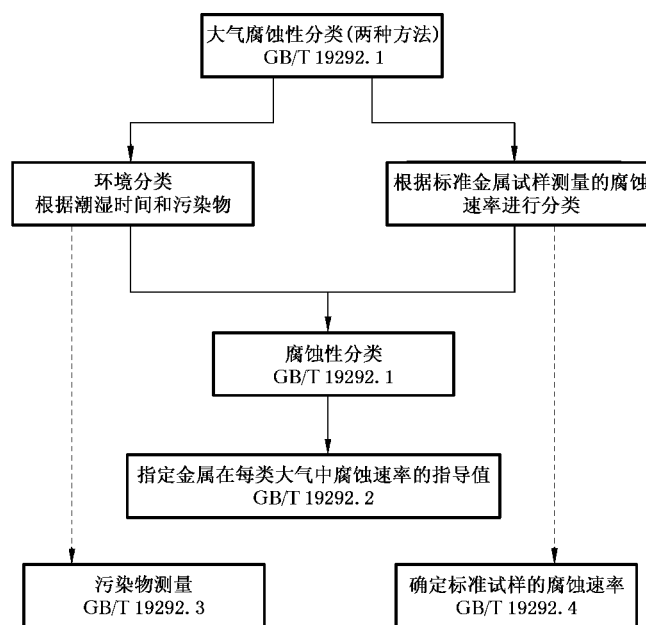 大气腐蚀性分类(两种方法)
GB/T 19292.1
环境分类
根据潮湿时间和污染物
根据标准金属试样测量的腐蚀
速率进行分类
腐蚀性分类
GB/T 19292.1
指定金属在每类大气中腐蚀速率的指导值
GB/T 19292.2
污染物测量
GB/T 19292.3
确定标准试样的腐蚀速率
GB/T 19292.4